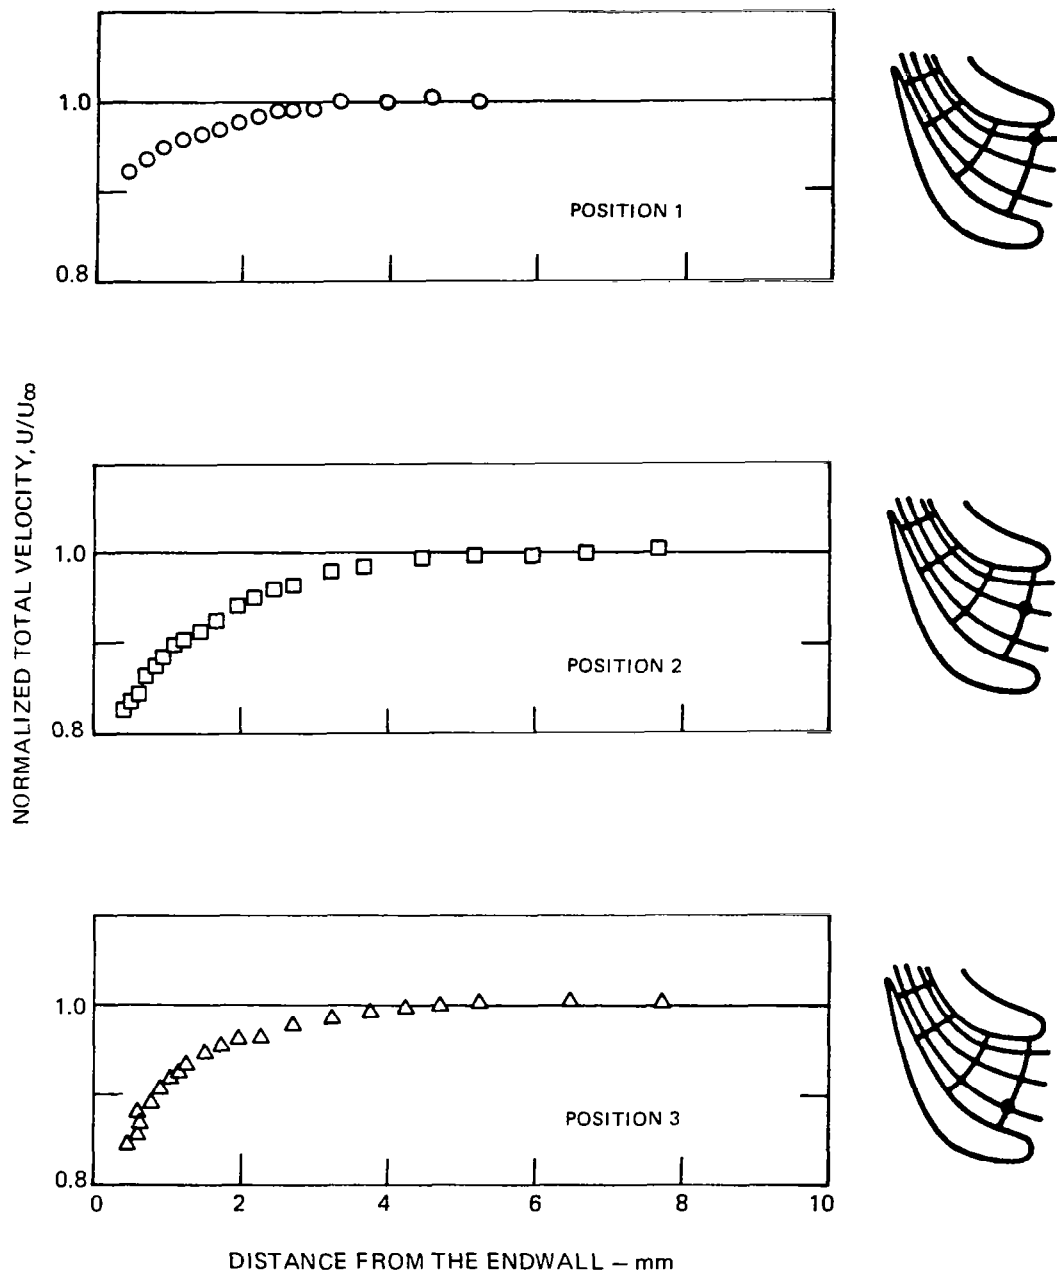 1.0
POSITION 1
0.8
NORMALIZED TOTAL VELOCITY, U/U∞
1.0
POSITION 2
0.8
1.0
POSITION 3
0.8
0 2 4 6 8 10
DISTANCE FROM THE ENDWALL – mm